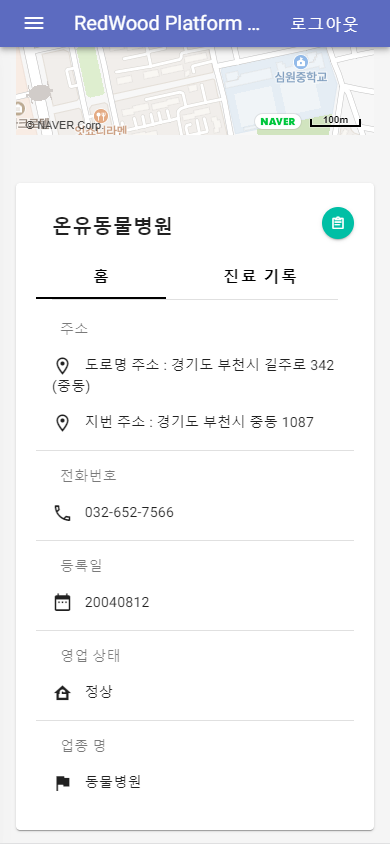 RedWood Platform ...
로그아웃
심원중학교
© NAVER Corp.
NAVER
100m
온유동물병원
홈
진료 기록
주소
도로명 주소 : 경기도 부천시 길주로 342
(중동)
지번 주소 : 경기도 부천시 중동 1087
전화번호
032-652-7566
등록일
20040812
영업 상태
정상
업종 명
동물병원